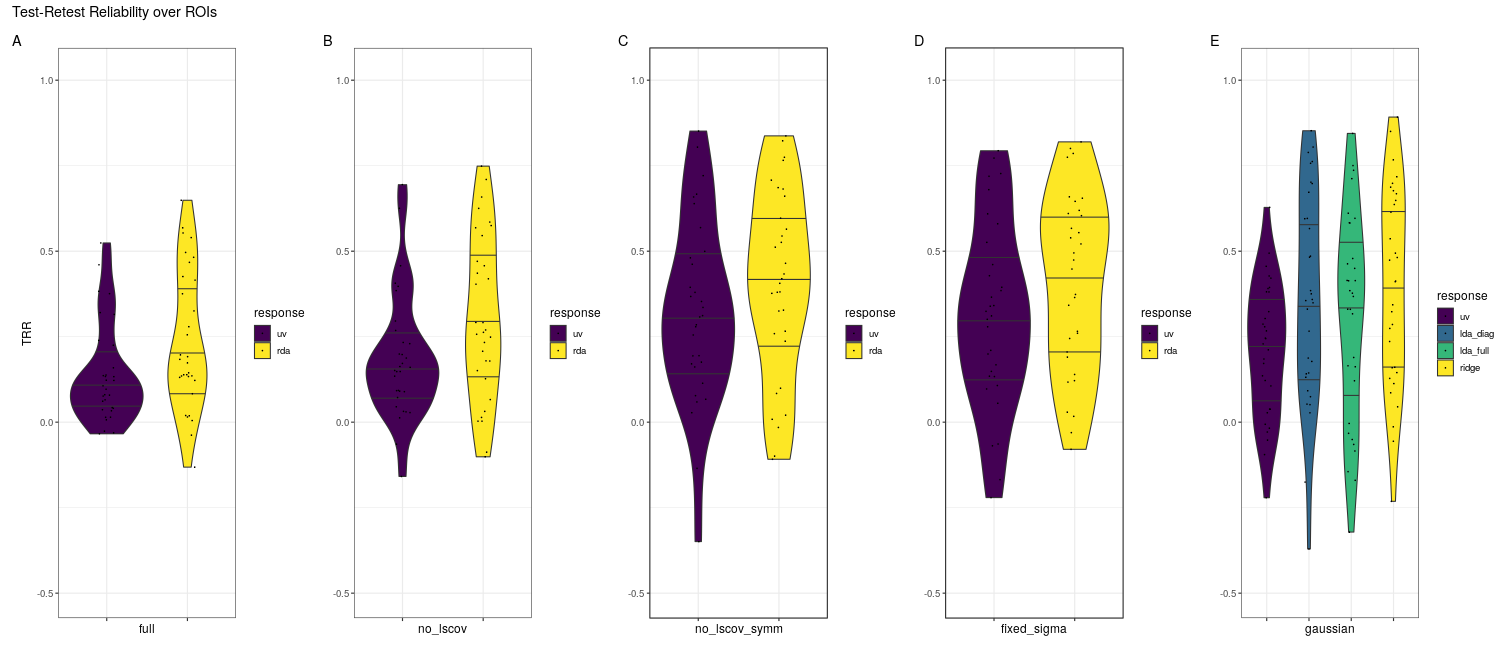 Test-Retest Reliability over ROIs
A
TRR
1.0
0.5
0.0
-0.5
full
response
uv
rda
B
1.0
0.5
0.0
-0.5
no_lscov
response
uv
rda
C
1.0
0.5
0.0
-0.5
no_lscov_symm
response
uv
rda
D
1.0
0.5
0.0
-0.5
fixed_sigma
response
uv
rda
E
1.0
0.5
0.0
-0.5
gaussian
response
uv
lda_diag
lda_full
ridge